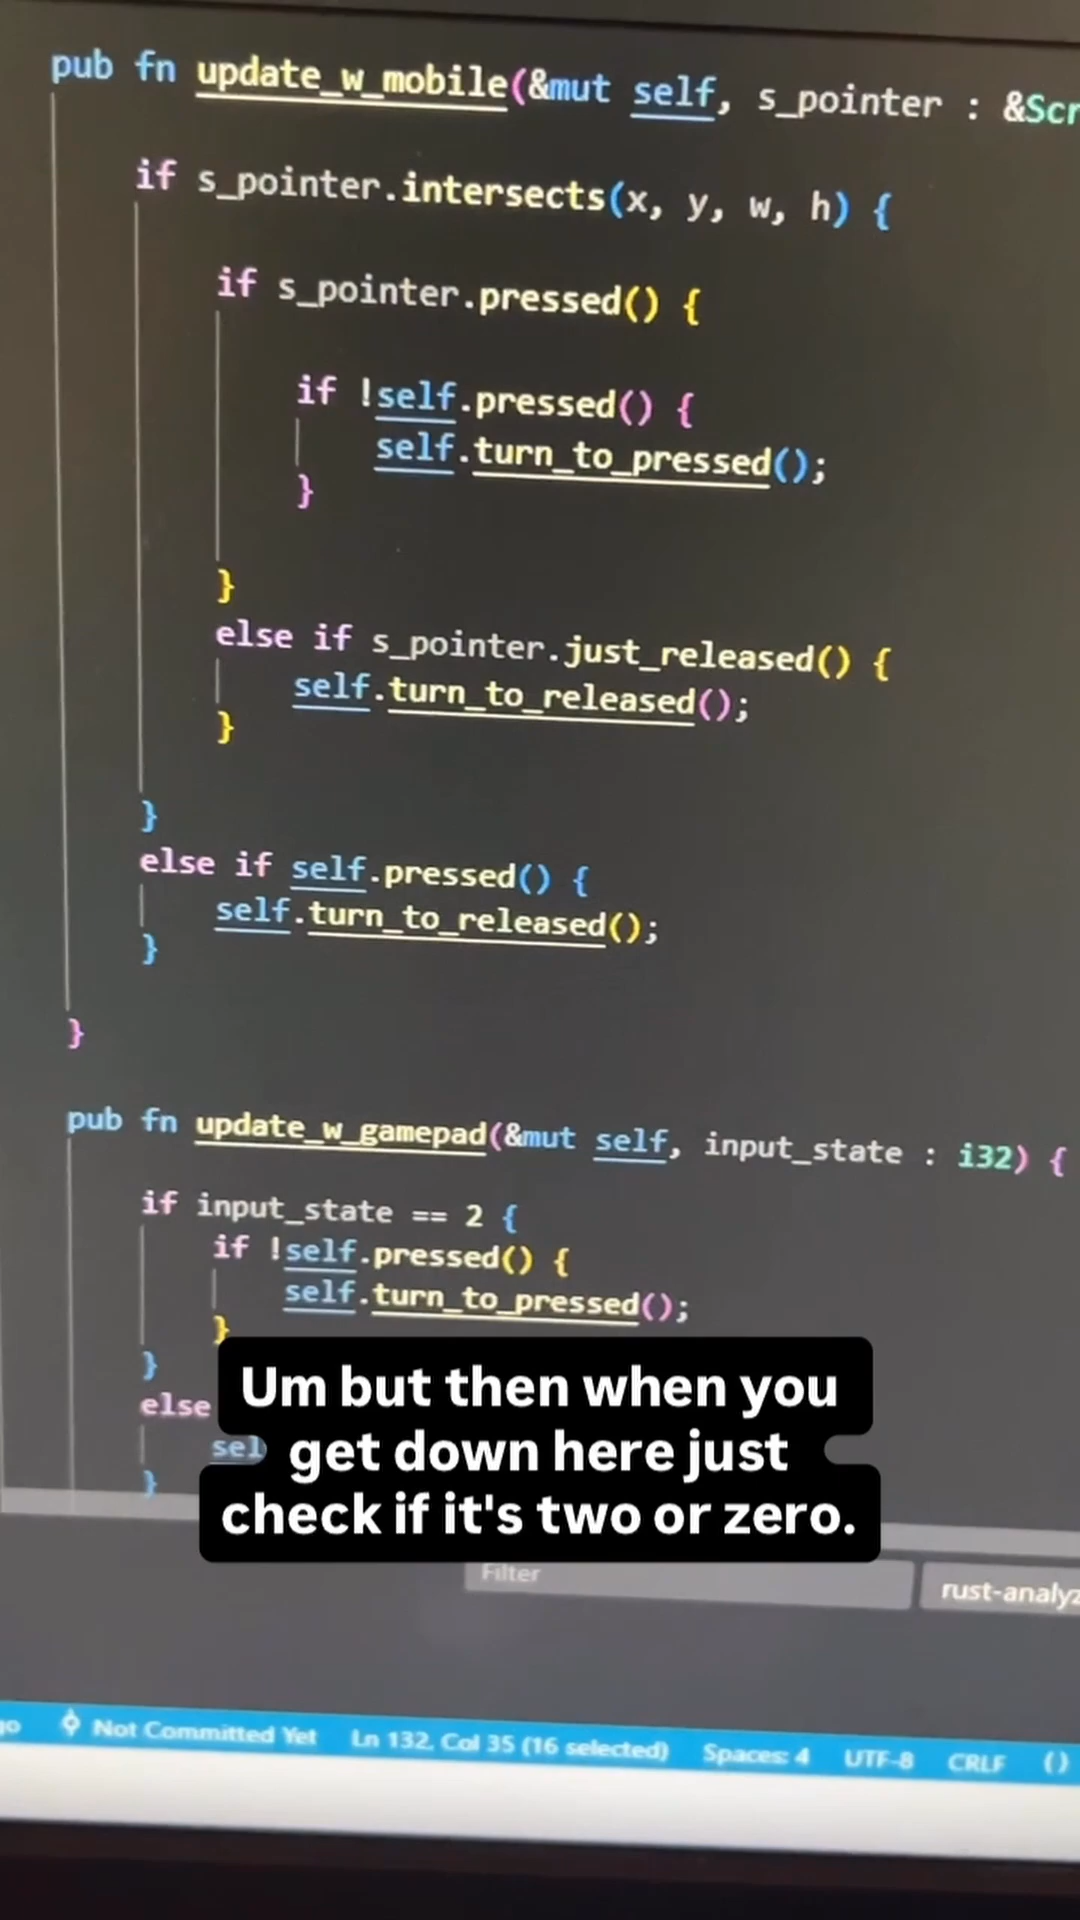 pub fn update_w_mobile(&mut self, s_pointer : &Scr
if s_pointer.intersects(x, y, w, h) {
if s_pointer.pressed() {
if !self.pressed() {
self.turn_to_pressed();
}
}
else if s_pointer.just_released() {
self.turn_to_released();
}
}
else if self.pressed() {
self.turn_to_released();
}
}
pub fn update_w_gamepad(&mut self, input_state : i32) {
if input_state == 2 {
if !self.pressed() {
self.turn_to_pressed();
}
}
else
sel
}
Um but then when you
get down here just
check if it's two or zero.
Filter
rust-analyz
go Not Committed Yet Ln 132, Col 35 (16 selected) Spaces: 4 UTF-8 CRLF {}